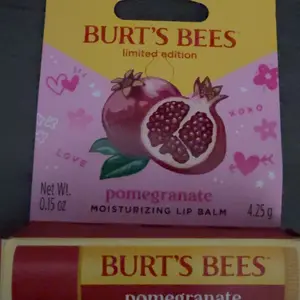 BURT'S BEES
limited edition
XOXO
LOVE
Net Wt.
0.15 oz
pomegranate
MOISTURIZING LIP BALM
4.25 g
BURT'S BEES
pomegranate